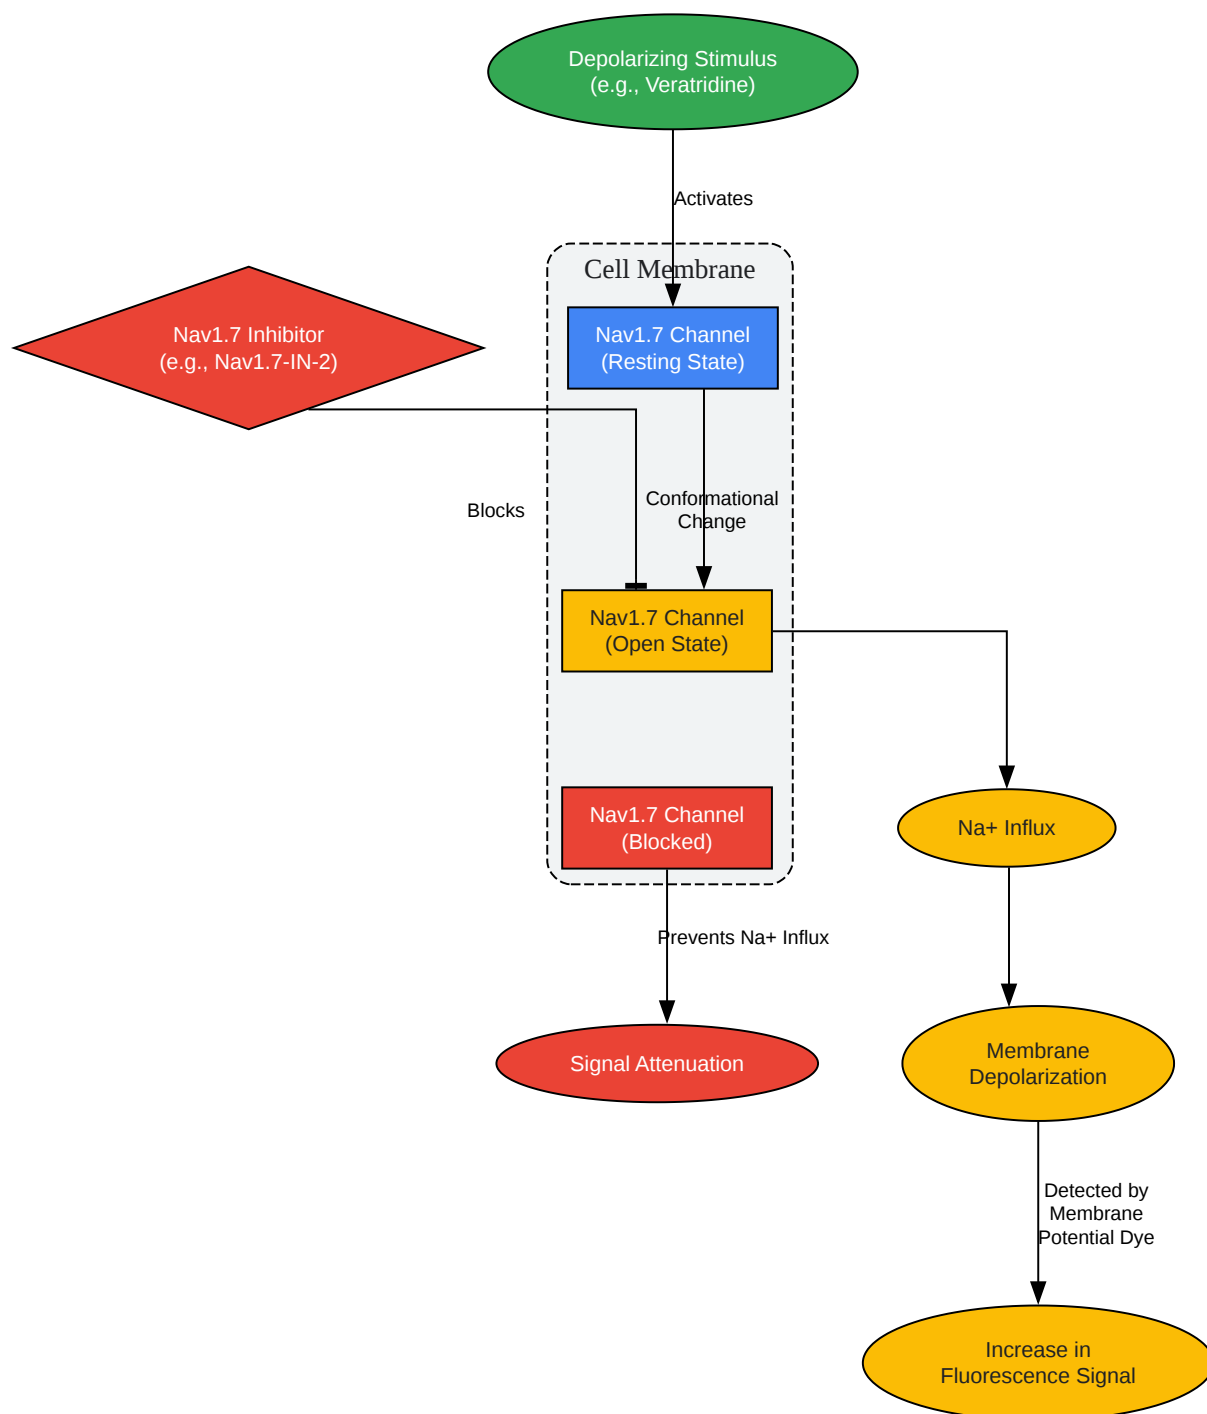 Depolarizing Stimulus
(e.g., Veratridine)
Activates
Cell Membrane
Nav1.7 Inhibitor
(e.g., Nav1.7-IN-2)
Nav1.7 Channel
(Resting State)
Blocks
Conformational
Change
Nav1.7 Channel
(Open State)
Nav1.7 Channel
(Blocked)
Na+ Influx
Prevents Na+ Influx
Signal Attenuation
Membrane
Depolarization
Detected by
Membrane
Potential Dye
Increase in
Fluorescence Signal